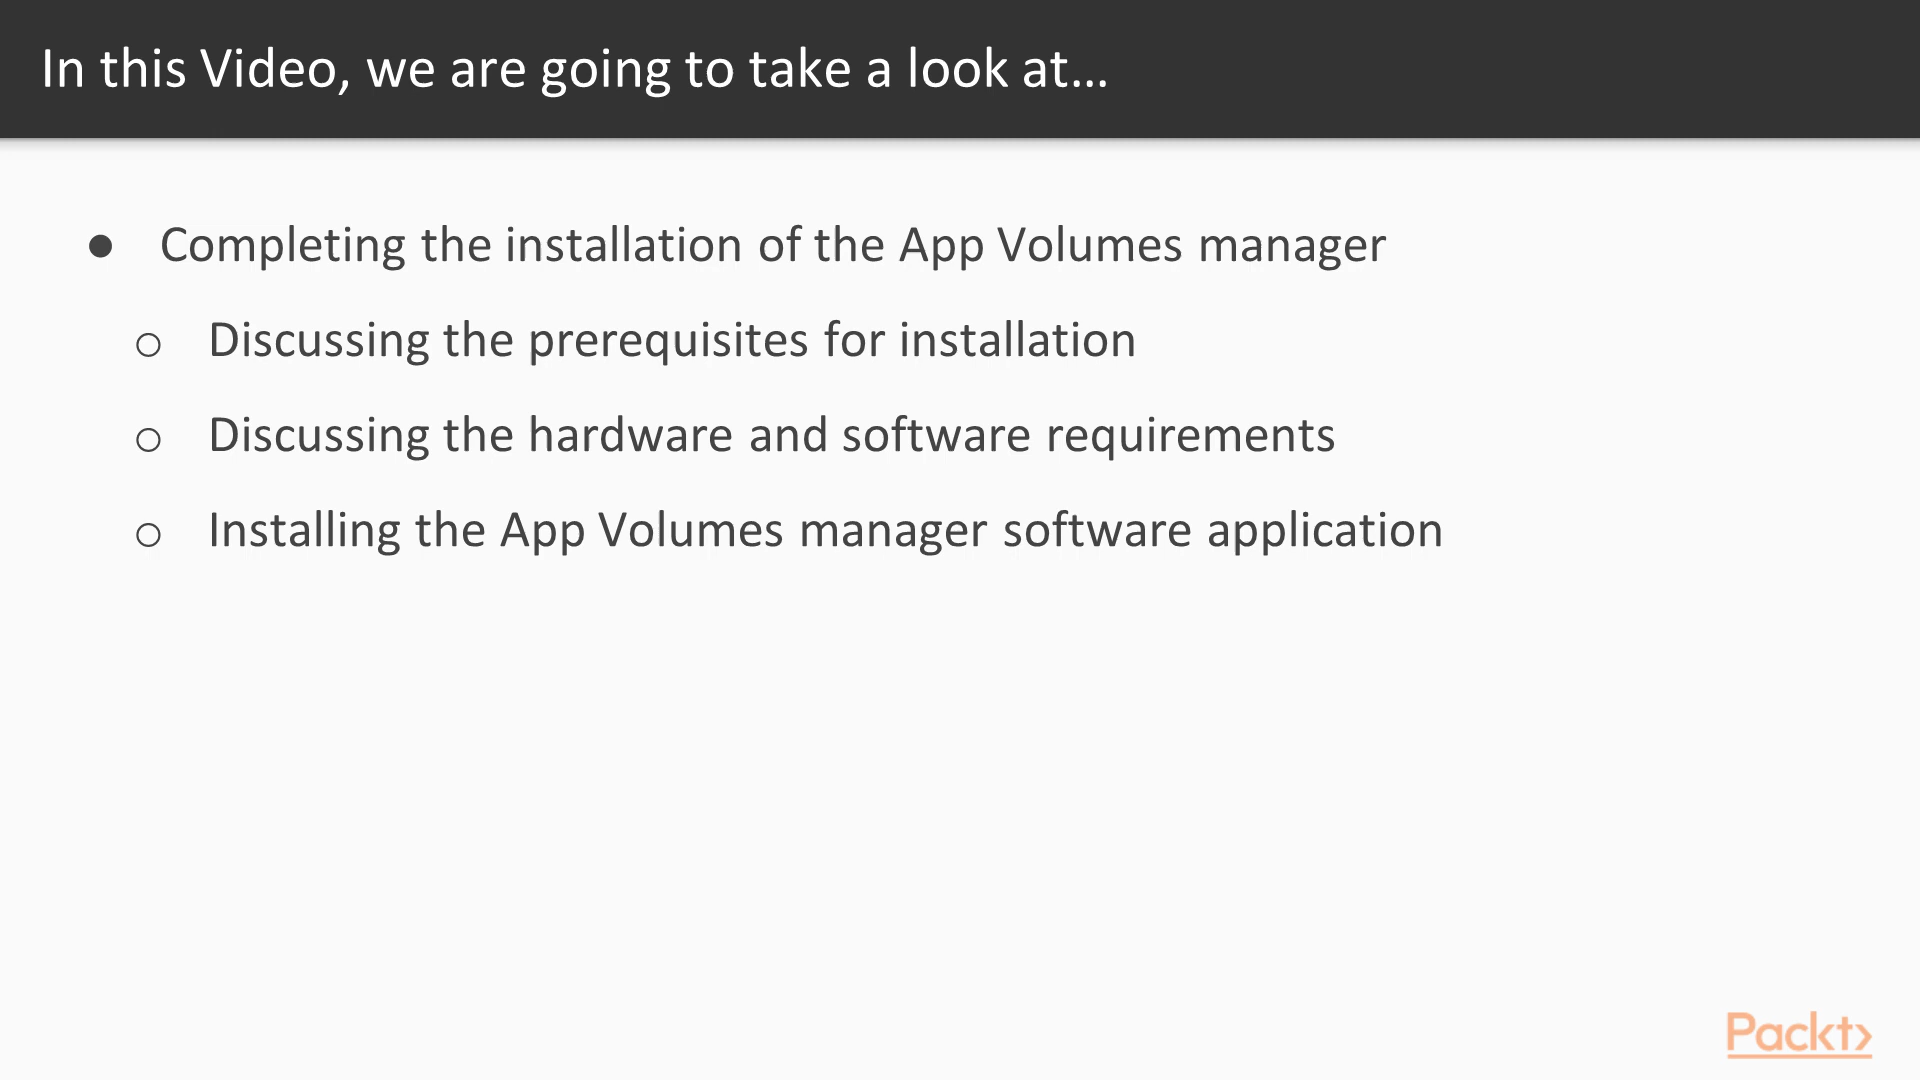 In this Video, we are going to take a look at...
● Completing the installation of the App Volumes manager
○ Discussing the prerequisites for installation
○ Discussing the hardware and software requirements
○ Installing the App Volumes manager software application
Packt>